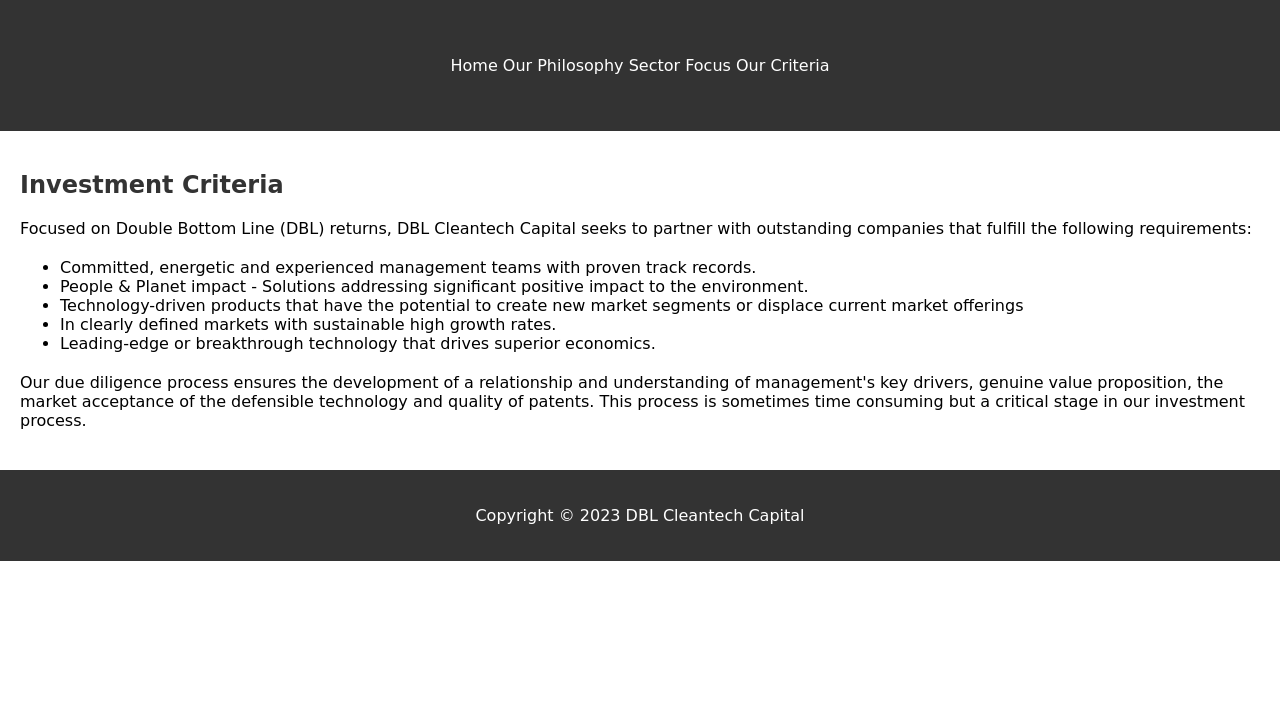 Home Our Philosophy Sector Focus Our Criteria
Investment Criteria
Focused on Double Bottom Line (DBL) returns, DBL Cleantech Capital seeks to partner with outstanding companies that fulfill the following requirements:
• Committed, energetic and experienced management teams with proven track records.
• People & Planet impact - Solutions addressing significant positive impact to the environment.
• Technology-driven products that have the potential to create new market segments or displace current market offerings
• In clearly defined markets with sustainable high growth rates.
• Leading-edge or breakthrough technology that drives superior economics.
Our due diligence process ensures the development of a relationship and understanding of management's key drivers, genuine value proposition, the
market acceptance of the defensible technology and quality of patents. This process is sometimes time consuming but a critical stage in our investment
process.
Copyright © 2023 DBL Cleantech Capital